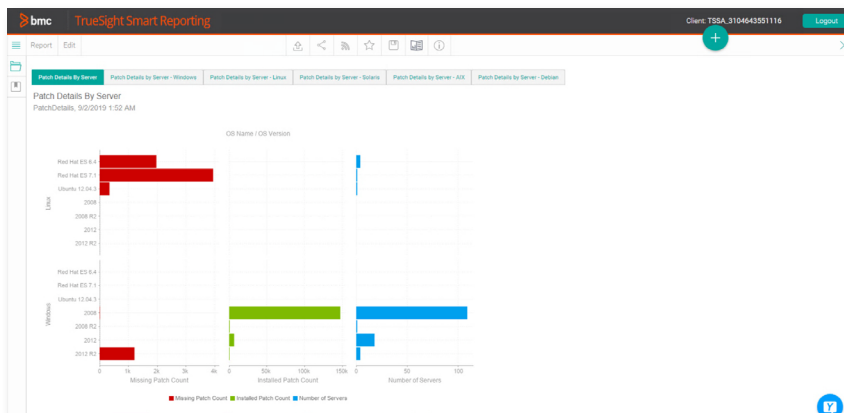 bmc TrueSight Smart Reporting Client: TSSA_3104643551116 Logout
Report Edit
Patch Details By Server Patch Details by Server - Windows Patch Details by Server - Linux Patch Details by Server - Solaris Patch Details by Server - AIX Patch Details by Server - Debian
Patch Details By Server
PatchDetails, 9/2/2019 1:52 AM
OS Name / OS Version
Linux
Red Hat ES 6.4
Red Hat ES 7.1
Ubuntu 12.04.3
2008
2008 R2
2012
2012 R2
Windows
Red Hat ES 6.4
Red Hat ES 7.1
Ubuntu 12.04.3
2008
2008 R2
2012
2012 R2
0 1k 2k 3k 4k 0 50k 100k 150k 0 50 100
Missing Patch Count Installed Patch Count Number of Servers
Missing Patch Count Installed Patch Count Number of Servers